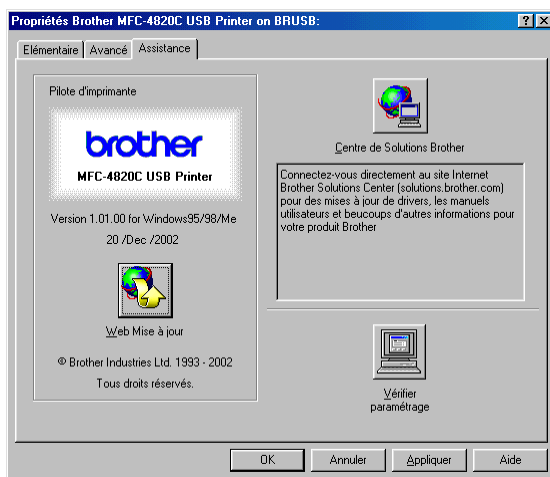 Propriétés Brother MFC-4820C USB Printer on BRUSB:
Elémentaire Avancé Assistance
Pilote d'imprimante
brother
MFC-4820C USB Printer
Version 1.01.00 for Windows95/98/Me
20 /Dec /2002
Web Mise à jour
© Brother Industries Ltd. 1993 - 2002
Tous droits réservés.
Centre de Solutions Brother
Connectez-vous directement au site Internet
Brother Solutions Center (solutions.brother.com)
pour des mises à jour de drivers, les manuels
utilisateurs et beucoups d'autres informations pour
votre produit Brother
Vérifier
paramétrage
OK Annuler Appliquer Aide